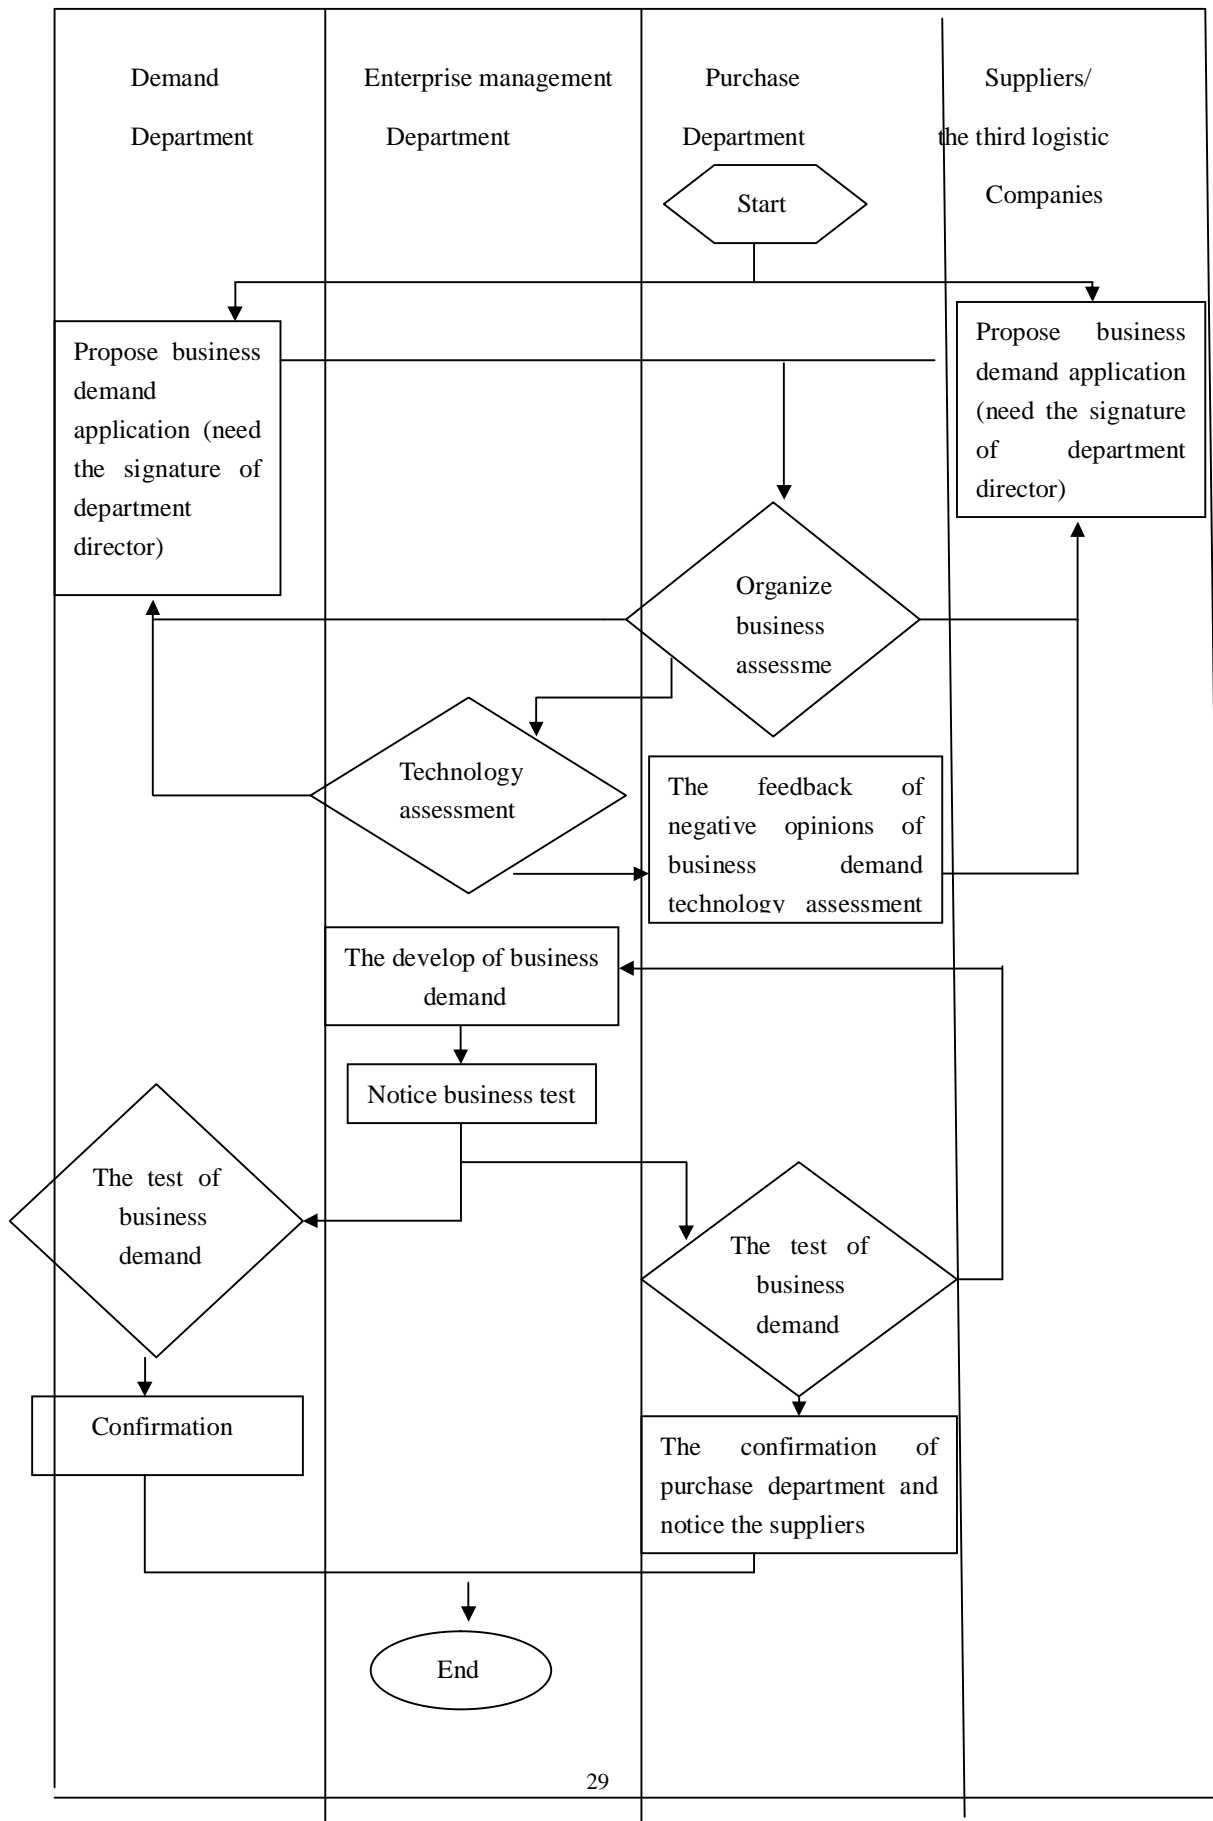 Demand
Department
Enterprise management
Department
Purchase
Department
Suppliers/
the third logistic
Companies
Start
Propose business
demand
application (need
the signature of
department
director)
Propose business
demand application
(need the signature
of department
director)
Organize
business
assessme
Technology
assessment
The feedback of
negative opinions of
business demand
technology assessment
The develop of business
demand
Notice business test
The test of
business
demand
The test of
business
demand
Confirmation
The confirmation of
purchase department and
notice the suppliers
End
29